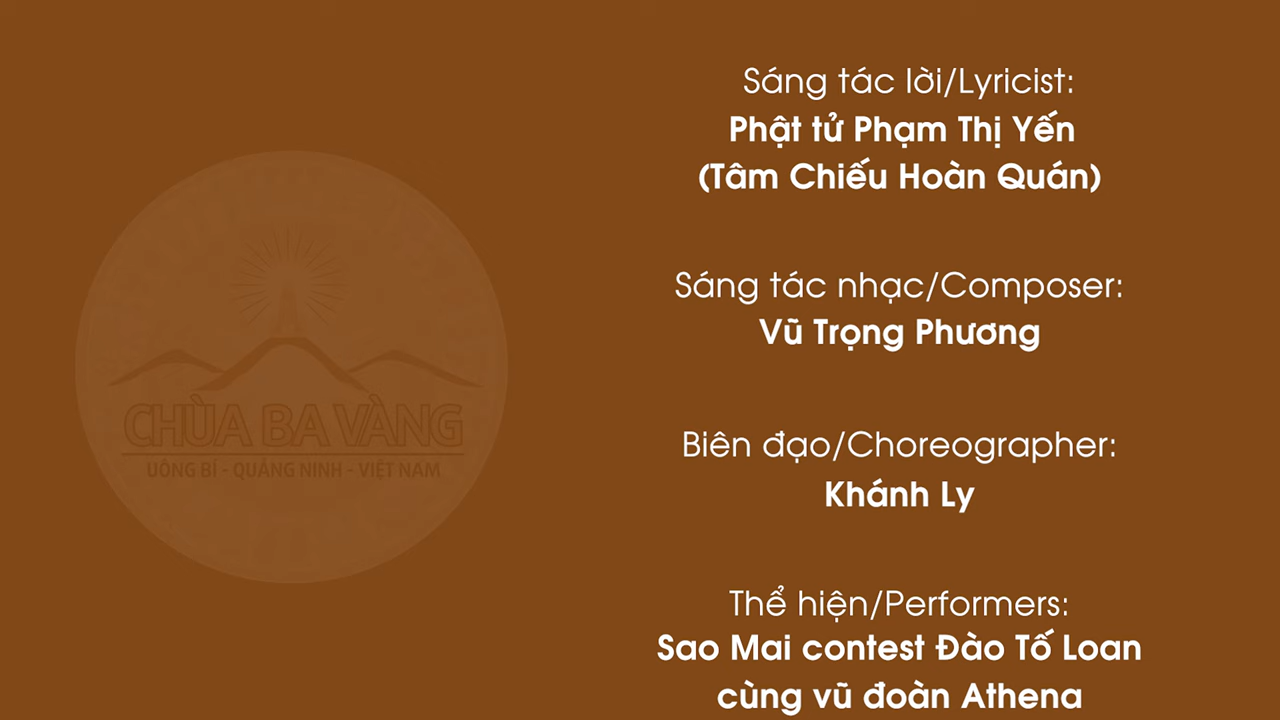 CHÙA BA VÀNG
UÔNG BÍ - QUẢNG NINH - VIỆT NAM
Sáng tác lời/Lyricist:
Phật tử Phạm Thị Yến
(Tâm Chiếu Hoàn Quán)
Sáng tác nhạc/Composer:
Vũ Trọng Phương
Biên đạo/Choreographer:
Khánh Ly
Thể hiện/Performers:
Sao Mai contest Đào Tố Loan
cùng vũ đoàn Athena